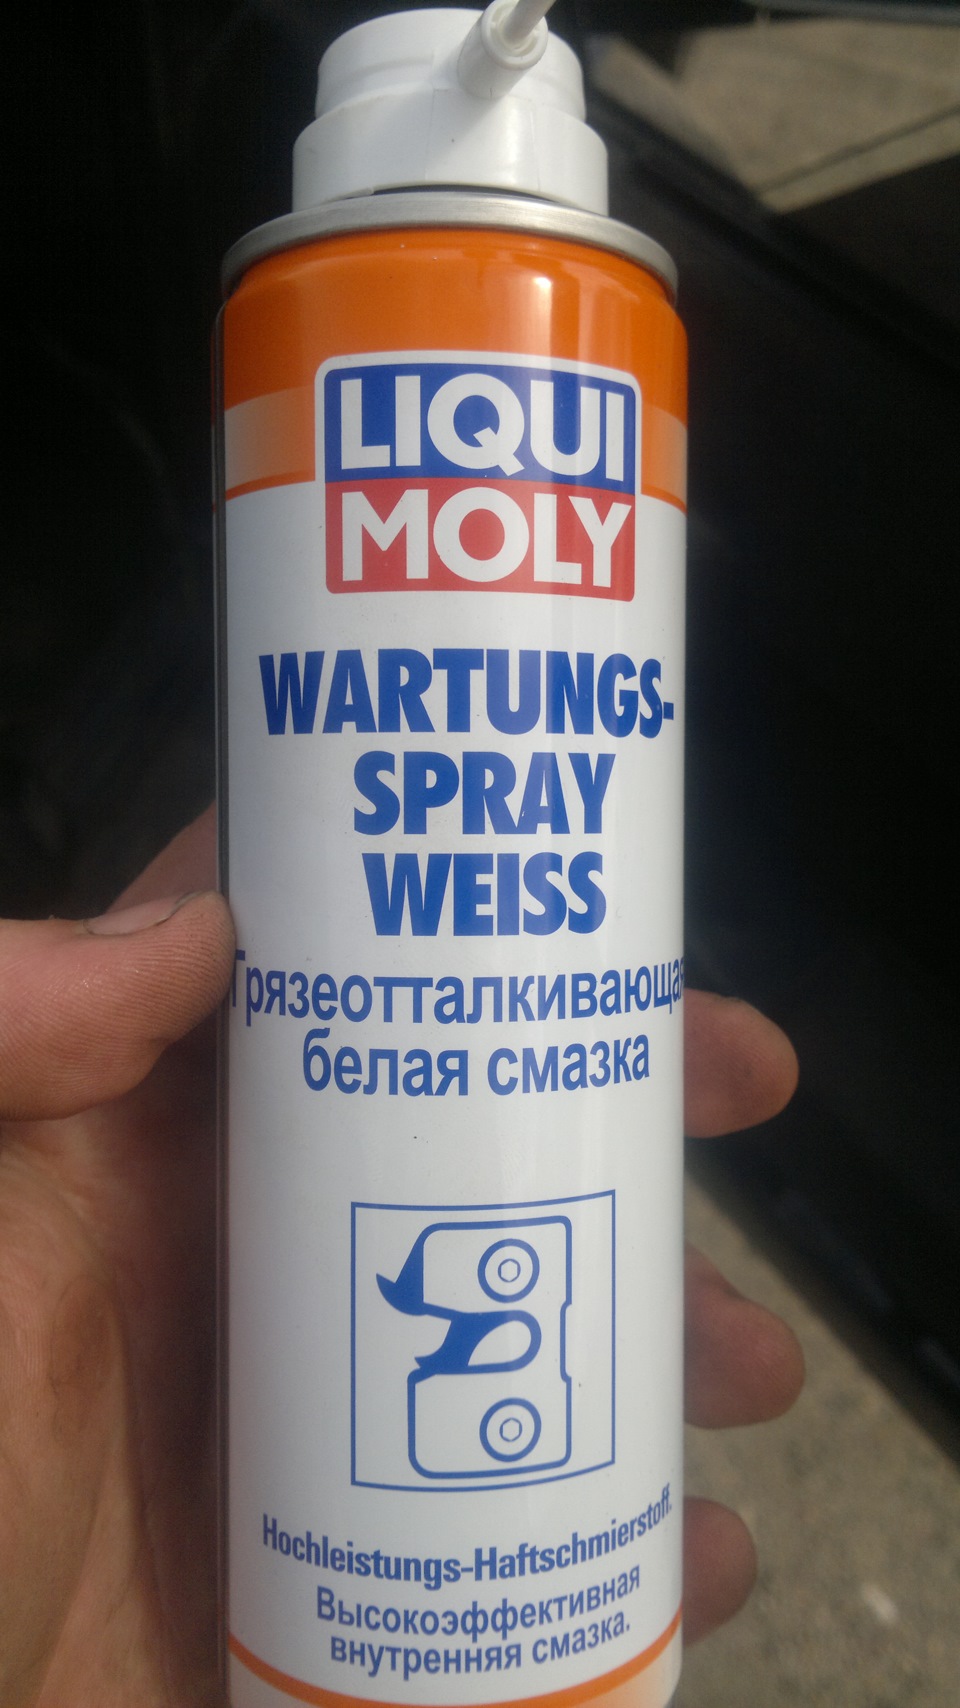 LIQUI
MOLY
WARTUNGS-
SPRAY
WEISS
Грязеотталкивающая
белая смазка
Hochleistungs-Haftschmierstoff.
Высокоэффективная
внутренняя смазка.